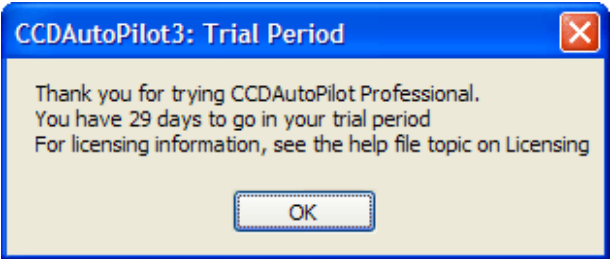 CCDAutoPilot3: Trial Period
Thank you for trying CCDAutoPilot Professional.
You have 29 days to go in your trial period
For licensing information, see the help file topic on Licensing
OK